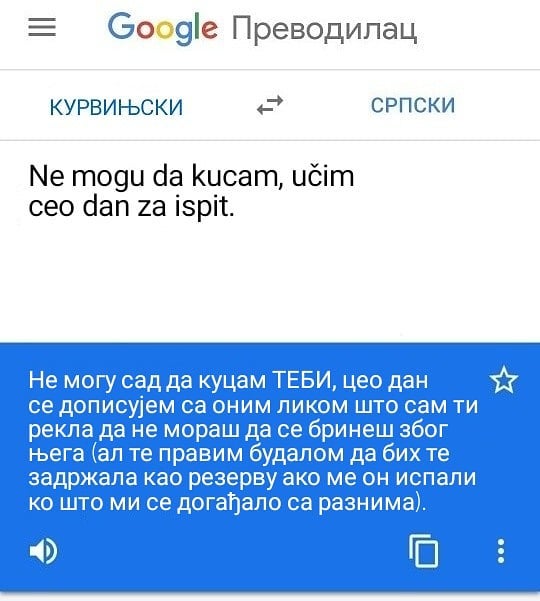 Google Преводилац
КУРВИЊСКИ СРПСКИ
Ne mogu da kucam, učim
ceo dan za ispit.
Не могу сад да куцам ТЕБИ, цео дан
се дописујем са оним ликом што сам ти
рекла да не мораш да се бринеш због
њега (ал те правим будалом да бих те
задржала као резерву ако ме он испали
ко што ми се догађало са разнима).